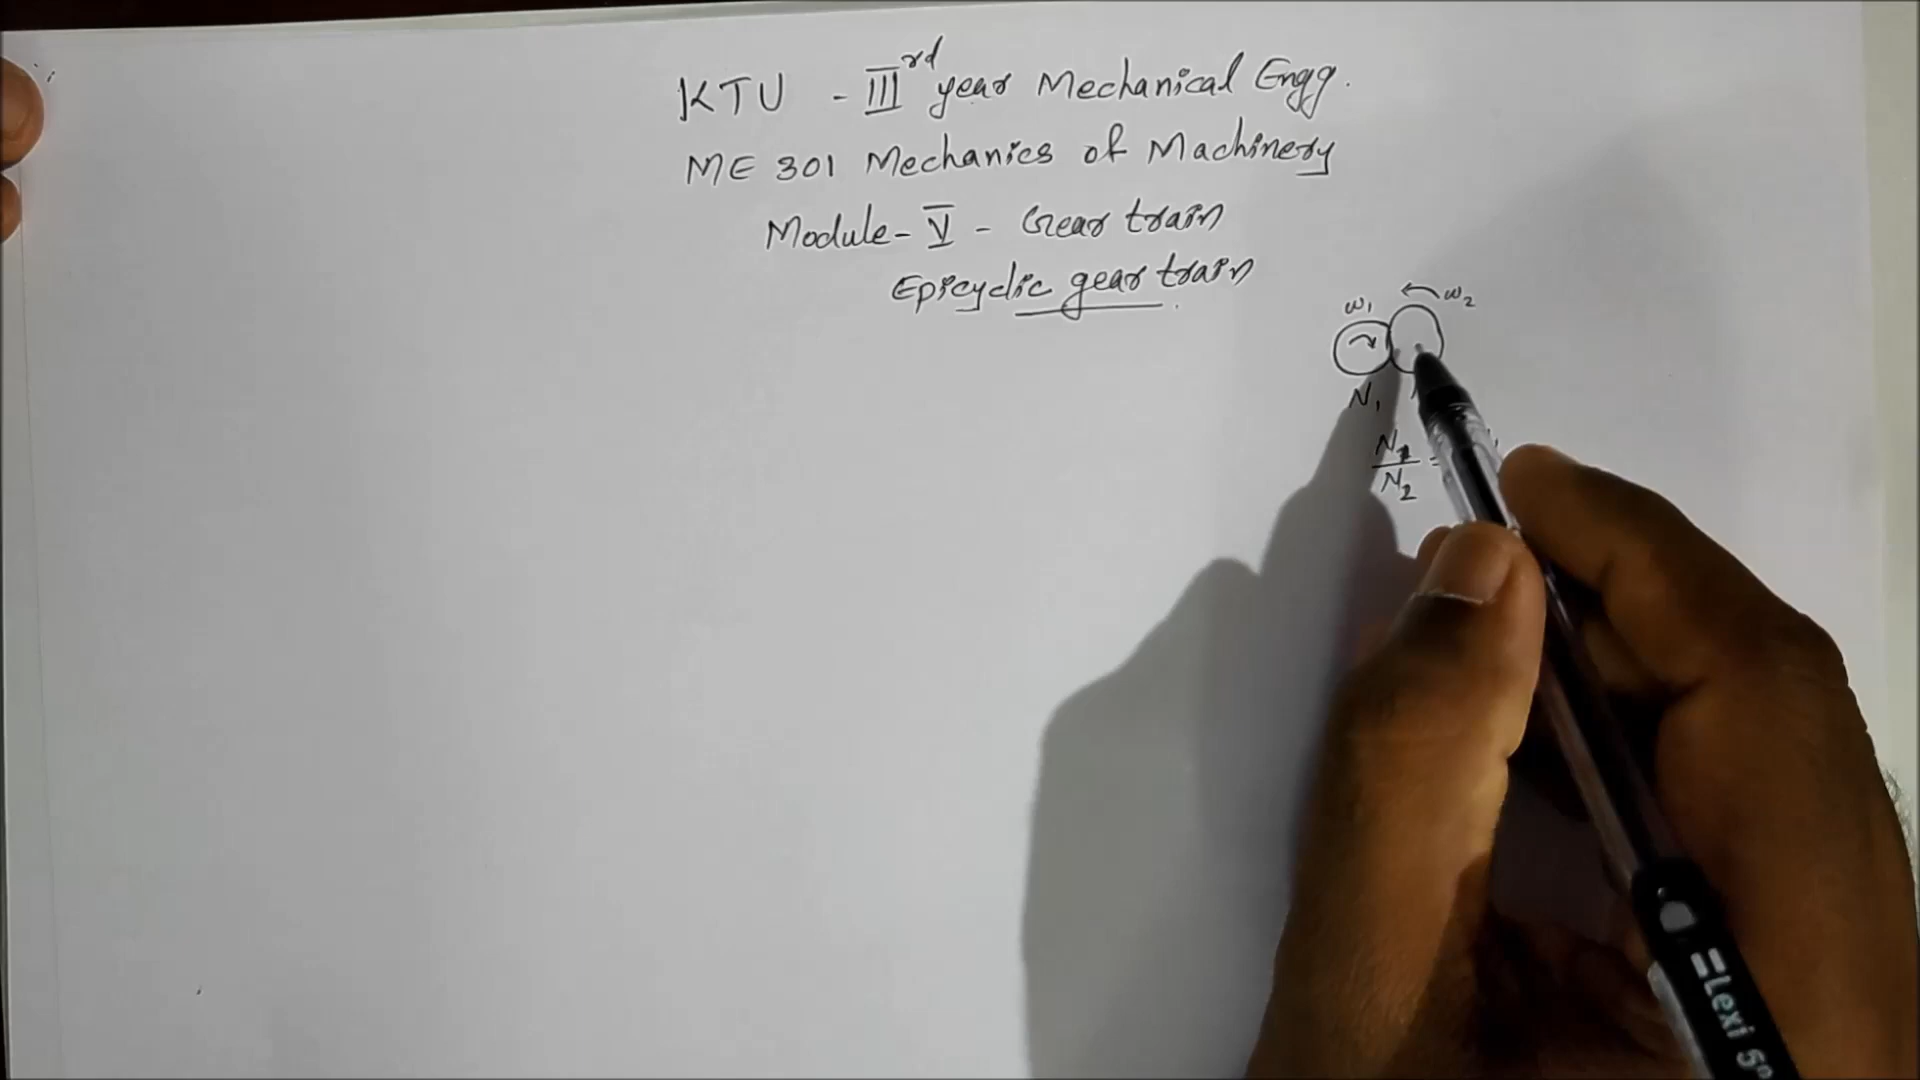 KTU - III rd year Mechanical Engg.
ME 301 Mechanics of Machinery
Module - V - Gear train
Epicyclic gear train
ω1 ω2
N1
N1
N2 =
Lexi 5